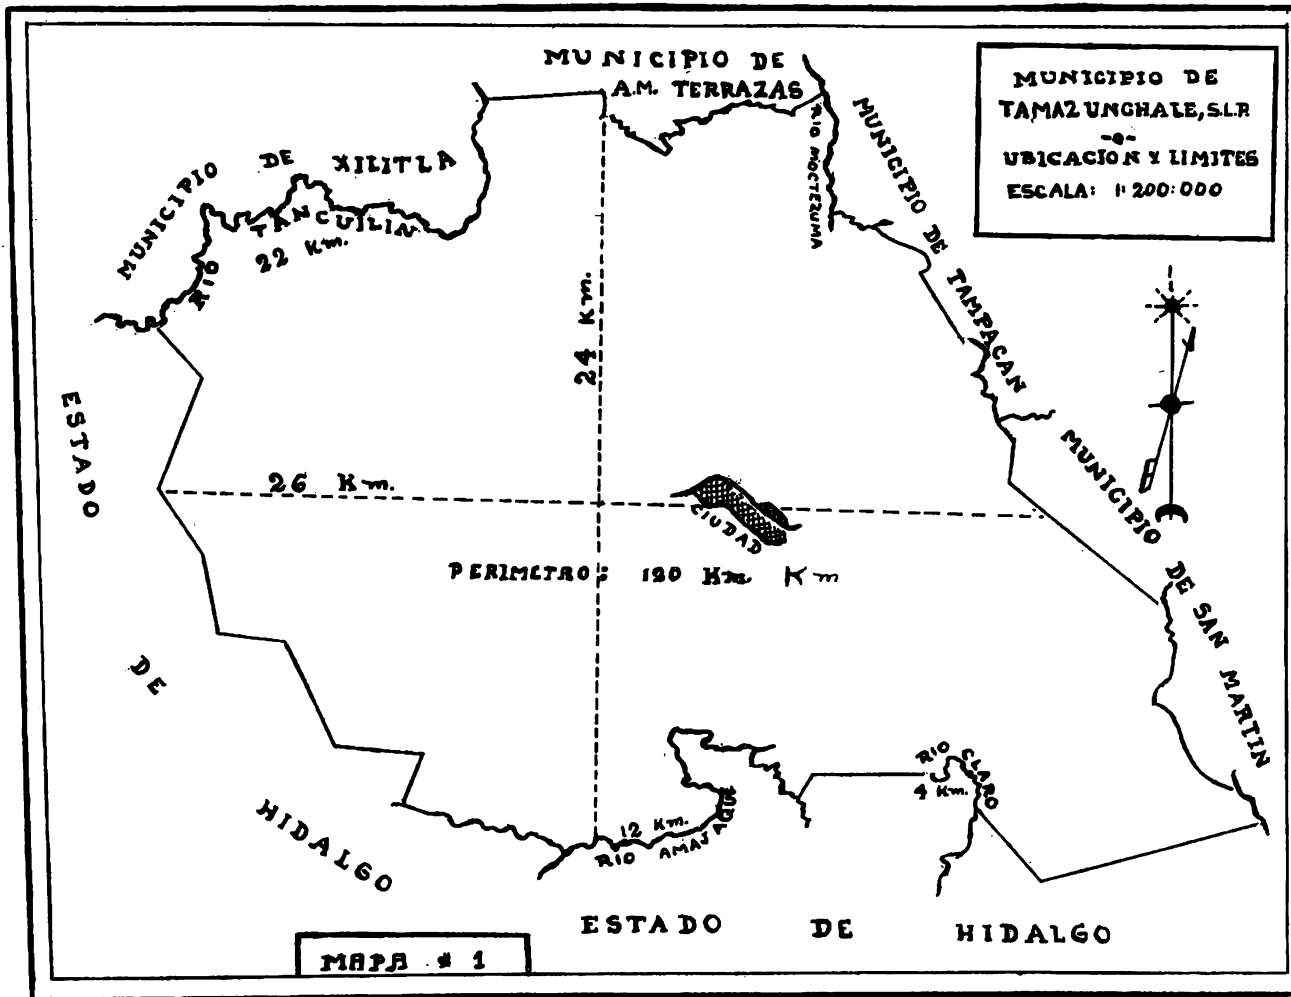 MUNICIPIO DE
A.M. TERRAZAS
MUNICIPIO DE
TAMAZUNCHALE, S.L.P.
-o-
UBICACION Y LIMITES
ESCALA: 1:200:000
MUNICIPIO DE XILITLA
RIO TANCUILIN
22 Km.
RIO MOCTEZUMA
MUNICIPIO DE TAMPACAN
24 Km.
ESTADO DE HIDALGO
26 Km.
CIUDAD
MUNICIPIO DE SAN MARTIN
PERIMETRO: 120 Km. Km
RIO CLARO
4 Km.
12 Km.
RIO AMAJAQUE
ESTADO DE HIDALGO
MAPA # 1